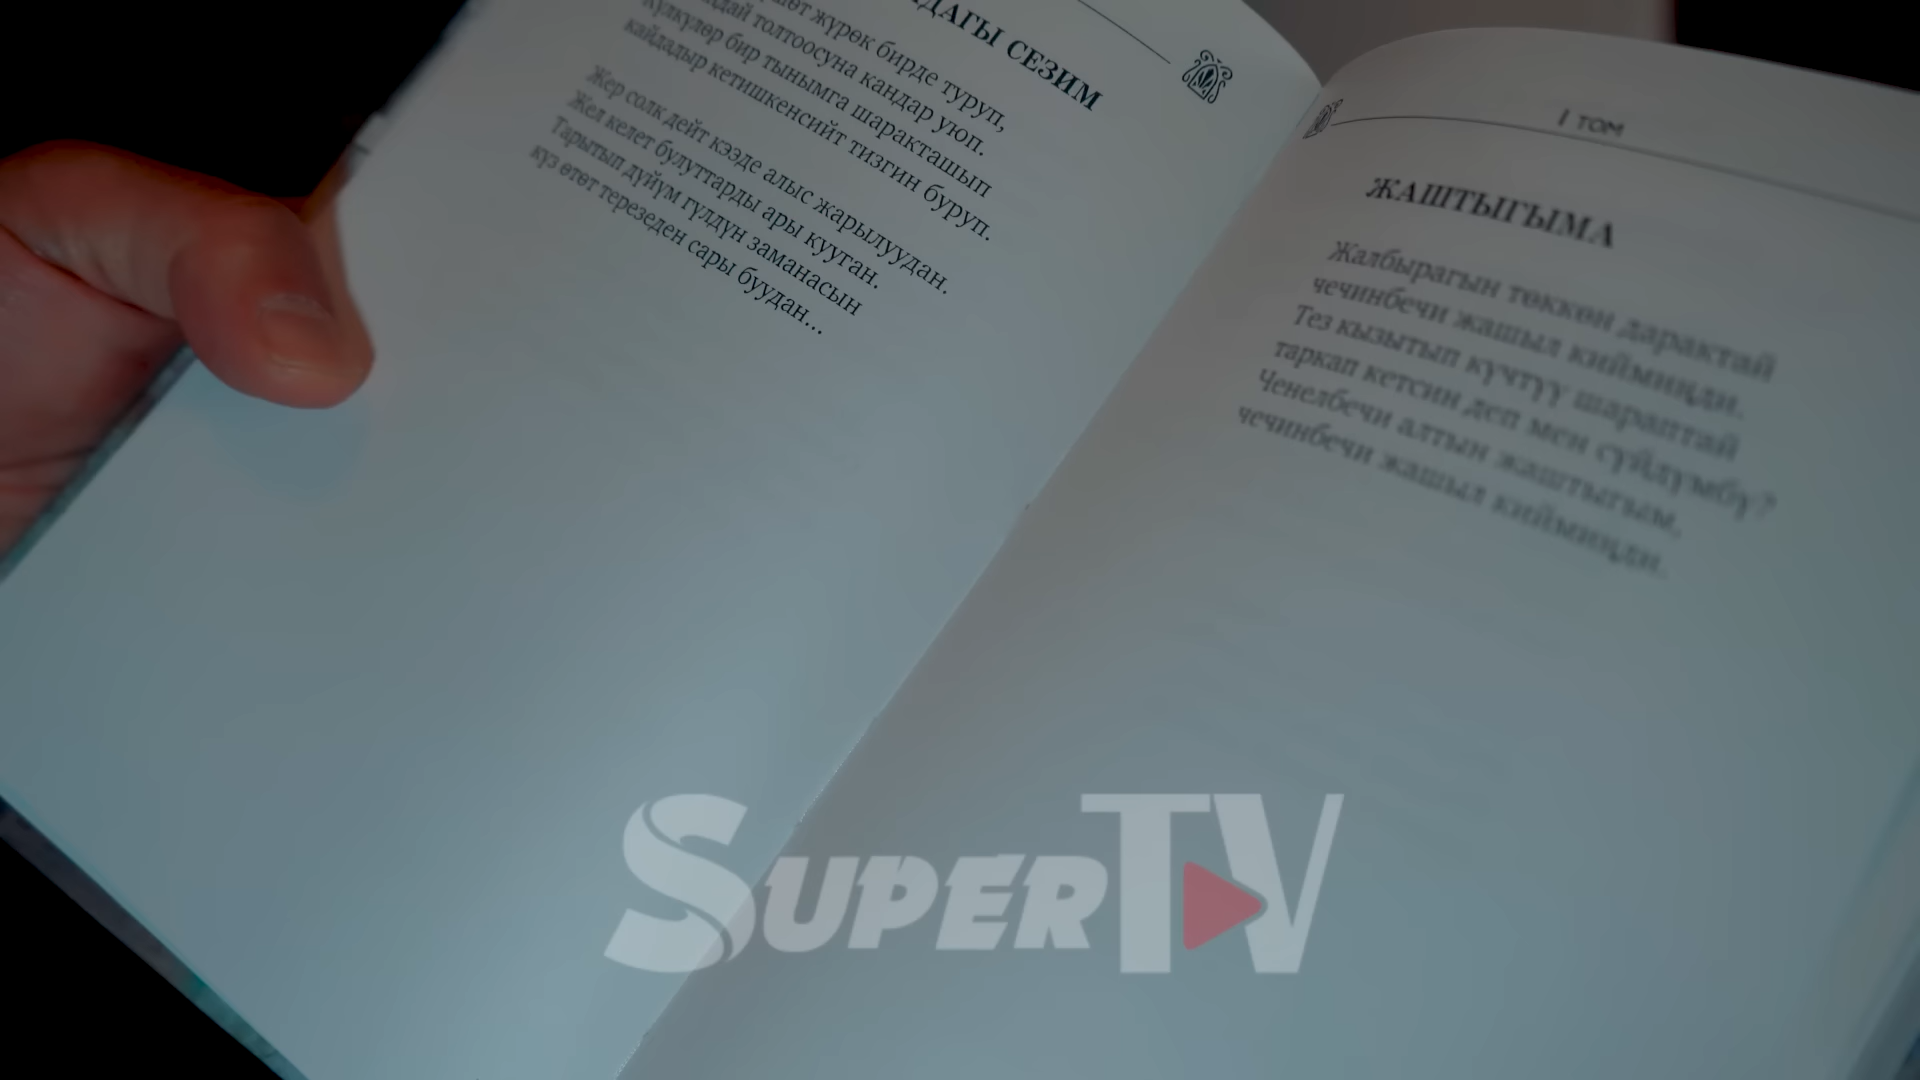 СЕЗИМ
жүрөк бирде туруп,
толтоосуна кандар уюп.
Күлкүлөр бир тынымга шаракташып
кайдадыр кетишкенсийт тизгин буруп.
Жер солк дейт кээде алыс жарылуудан.
Жел келет булуттарды ары кууган.
Тарытып дүйүм гүлдүн заманасын
күз өтөт терезеден сары буудан...
I ТОМ
ЖАШТЫГЫМА
Жалбырагын төккөн дарактай
чечинбечи жашыл кийминди.
Тез кызытып күчтүү шараптай
таркап кетсин деп мен сүйдүмбү?
Ченелбечи алтын жаштыгым,
чечинбечи жашыл кийминди.
SUPERTV